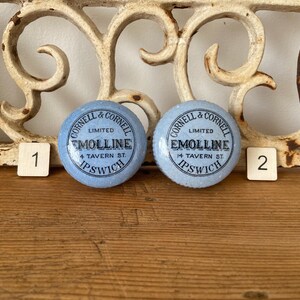 1
CORNELL & CORNELL
LIMITED
EMOLLINE
14 TAVERN ST.
IPSWICH
CORNELL & CORNELL
LIMITED
EMOLLINE
14 TAVERN ST.
IPSWICH
2